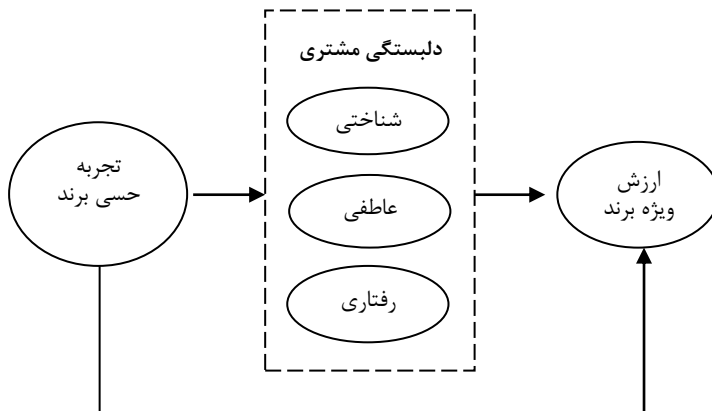 دلبستگی مشتری
شناختی
تجربه
حسی برند
عاطفی
ارزش
ویژه برند
رفتاری